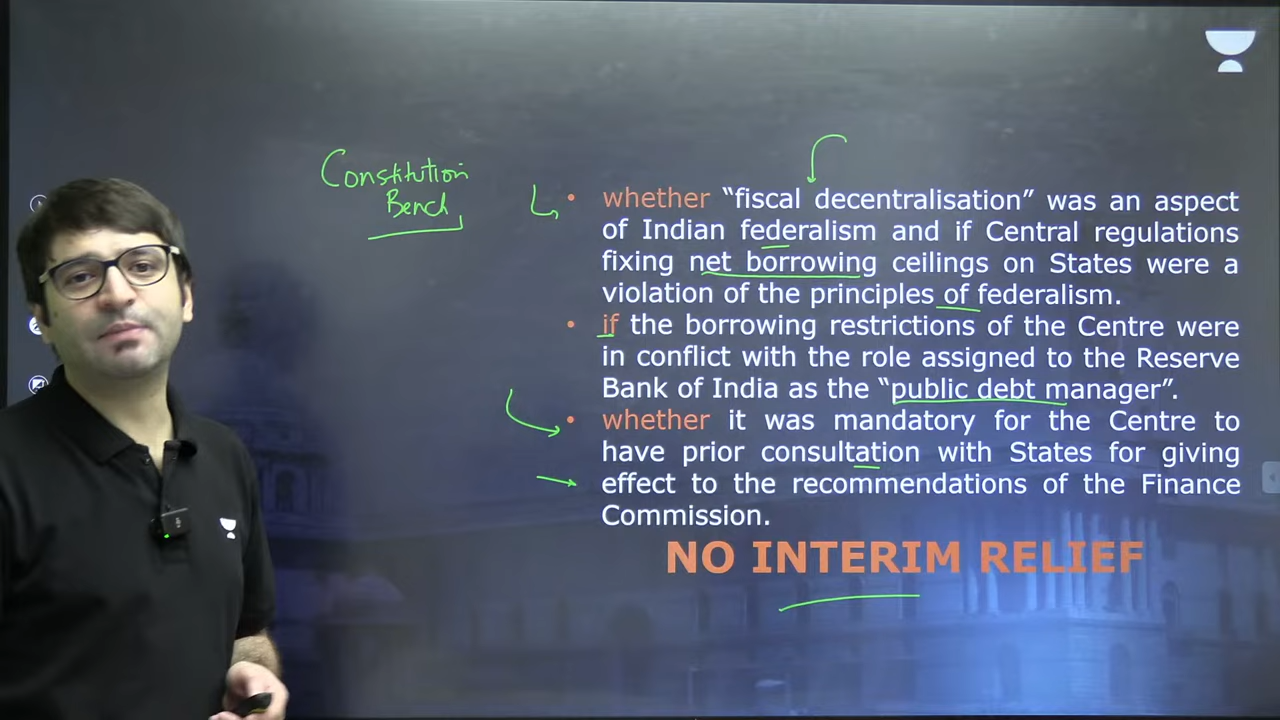 Constitution
Bench
• whether “fiscal decentralisation” was an aspect
of Indian federalism and if Central regulations
fixing net borrowing ceilings on States were a
violation of the principles of federalism.
• if the borrowing restrictions of the Centre were
in conflict with the role assigned to the Reserve
Bank of India as the “public debt manager”.
• whether it was mandatory for the Centre to
have prior consultation with States for giving
effect to the recommendations of the Finance
Commission.
NO INTERIM RELIEF